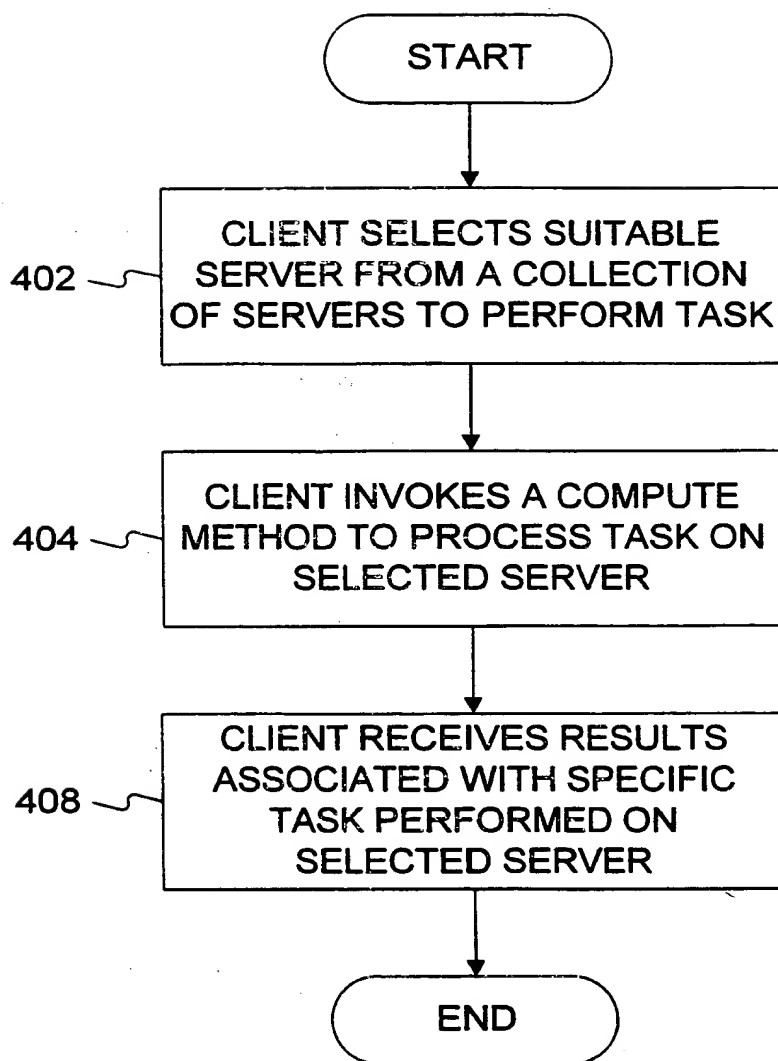 START
CLIENT SELECTS SUITABLE
SERVER FROM A COLLECTION
OF SERVERS TO PERFORM TASK
402
CLIENT INVOKES A COMPUTE
METHOD TO PROCESS TASK ON
SELECTED SERVER
404
CLIENT RECEIVES RESULTS
ASSOCIATED WITH SPECIFIC
TASK PERFORMED ON
SELECTED SERVER
408
END